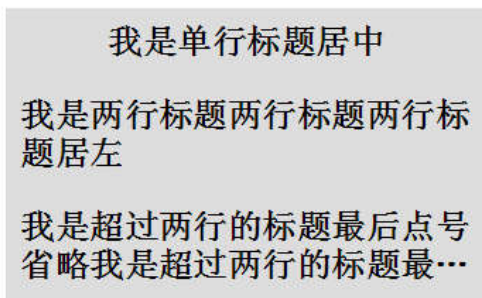 我是单行标题居中
我是两行标题两行标题两行标
题居左
我是超过两行的标题最后点号
省略我是超过两行的标题最…